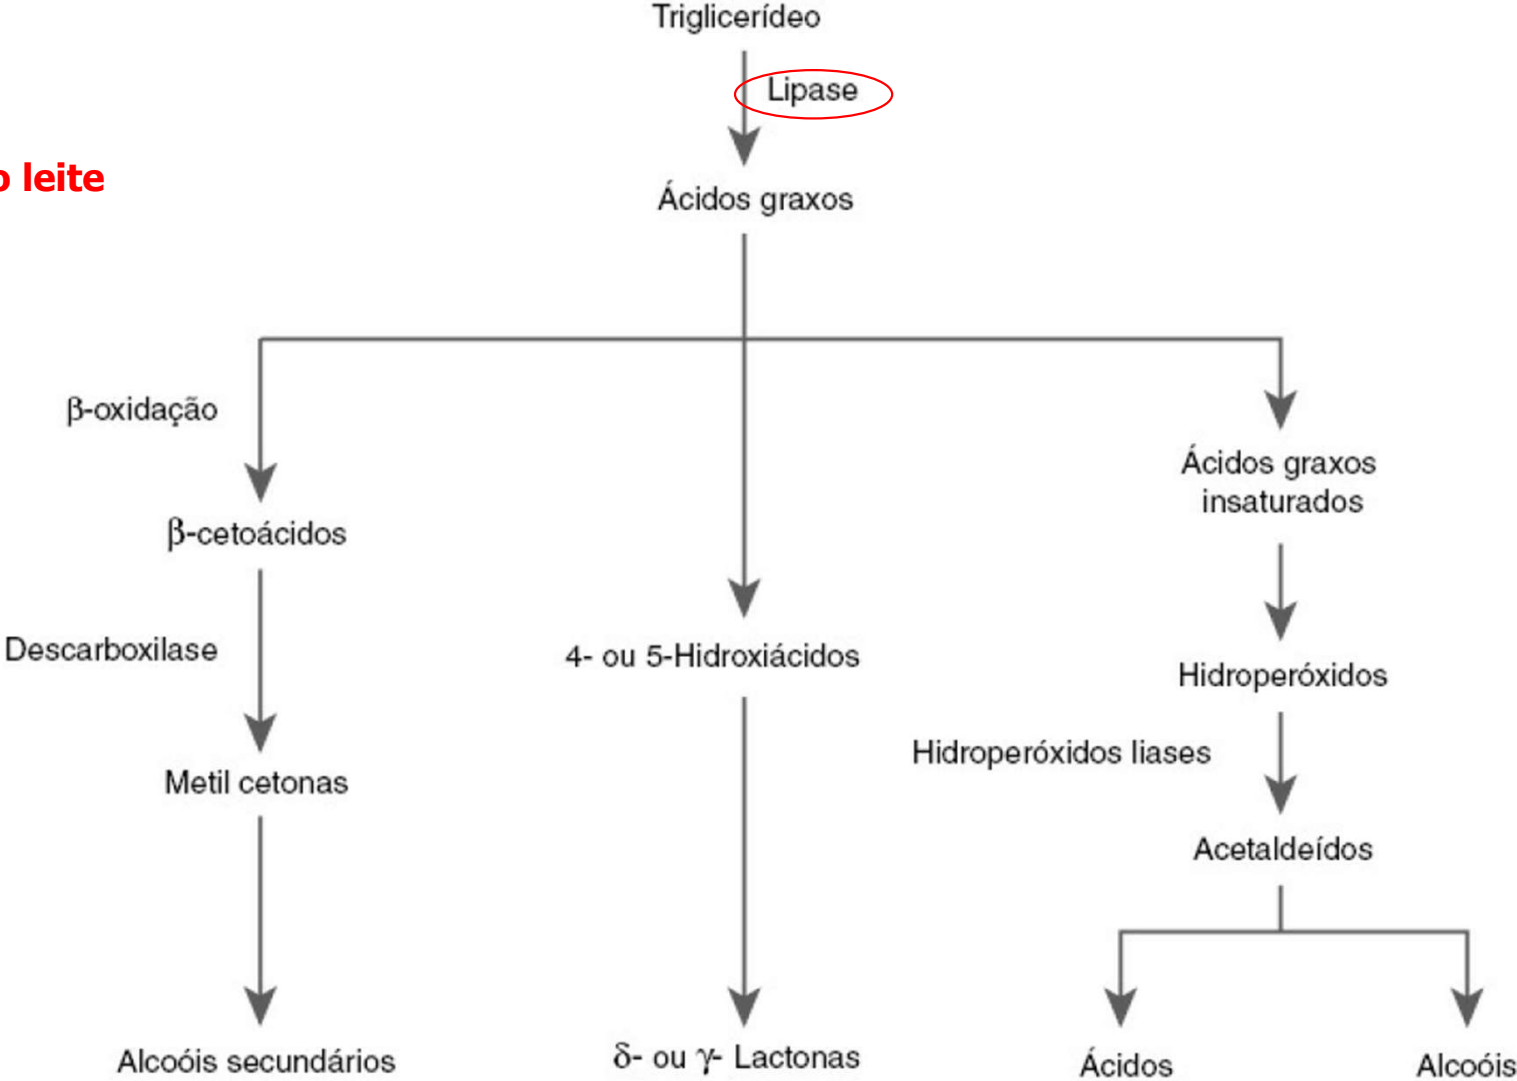 Triglicerídeo
Lipase
o leite
Ácidos graxos
β-oxidação
Ácidos graxos
insaturados
β-cetoácidos
Descarboxilase
4- ou 5-Hidroxiácidos
Hidroperóxidos
Hidroperóxidos liases
Metil cetonas
Acetaldeídos
Alcoóis secundários
δ- ou γ- Lactonas
Ácidos
Alcoóis